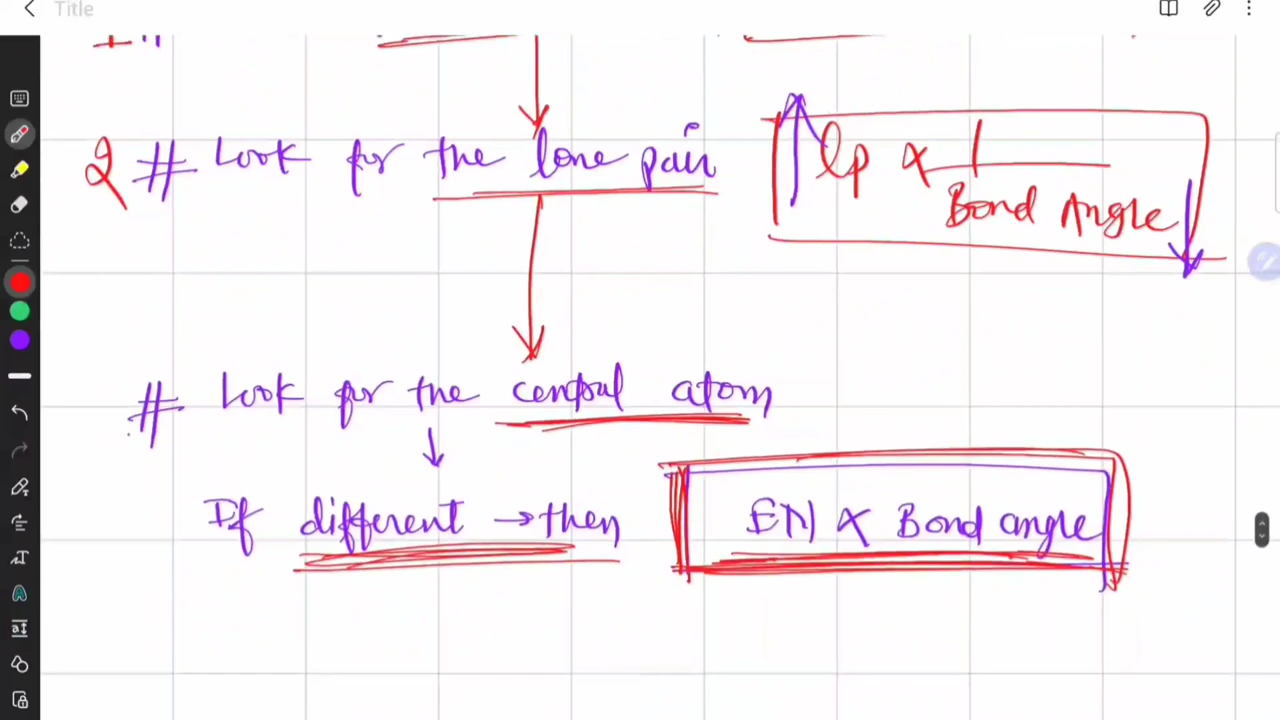 Title
2 # Look for the lone pair
lp ∝ 1
Bond Angle
# Look for the central atom
If different → then
EN ∝ Bond angle